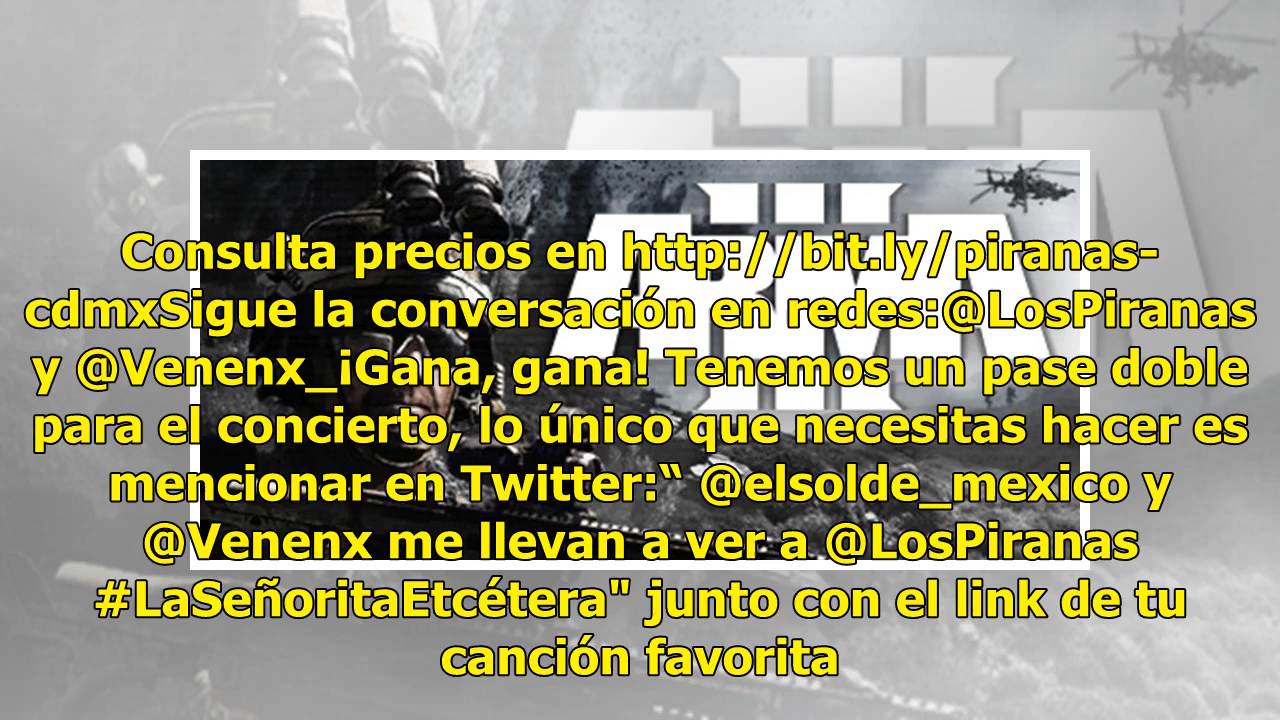 ARMA III
Consulta precios en http://bit.ly/piranas-
cdmxSigue la conversación en redes:@LosPiranas
y @Venenx_¡Gana, gana! Tenemos un pase doble
para el concierto, lo único que necesitas hacer es
mencionar en Twitter:“ @elsolde_mexico y
@Venenx me llevan a ver a @LosPiranas
#LaSeñoritaEtcétera" junto con el link de tu
canción favorita